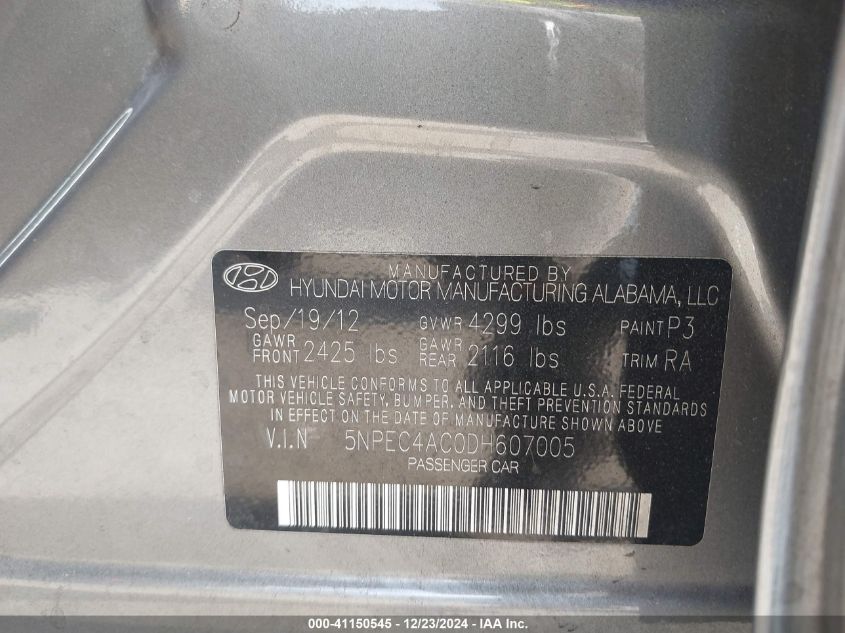 MANUFACTURED BY
HYUNDAI MOTOR MANUFACTURING ALABAMA, LLC
Sep/19/12 GVWR 4299 lbs PAINT P3
GAWR FRONT 2425 lbs GAWR REAR 2116 lbs TRIM RA
THIS VEHICLE CONFORMS TO ALL APPLICABLE U.S.A. FEDERAL
MOTOR VEHICLE SAFETY, BUMPER, AND THEFT PREVENTION STANDARDS
IN EFFECT ON THE DATE OF MANUFACTURE SHOWN ABOVE
V.I.N 5NPEC4AC0DH607005
PASSENGER CAR
000-41150545 - 12/23/2024 - IAA, Inc.